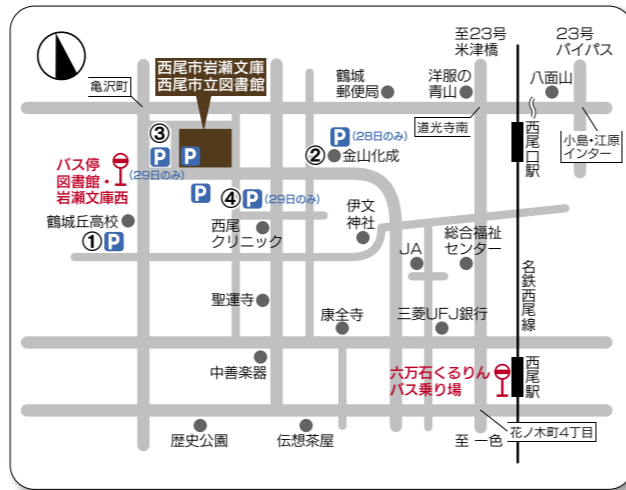 至23号
米津橋
23号
バイパス
西尾市岩瀬文庫
西尾市立図書館
亀沢町
鶴城
郵便局
洋服の
青山
八面山
道光寺南
西尾口駅
小島・江原
インター
③
P
P
(29日のみ)
バス停
図書館・
岩瀬文庫西
P
(28日のみ)
②
金山化成
P
④
P
(29日のみ)
鶴城丘高校
①
P
西尾
クリニック
伊文
神社
JA
総合福祉
センター
名鉄西尾線
聖運寺
康全寺
三菱UFJ銀行
中善楽器
六万石くるりん
バス乗り場
西尾駅
歴史公園
伝想茶屋
至 一色
花ノ木町4丁目